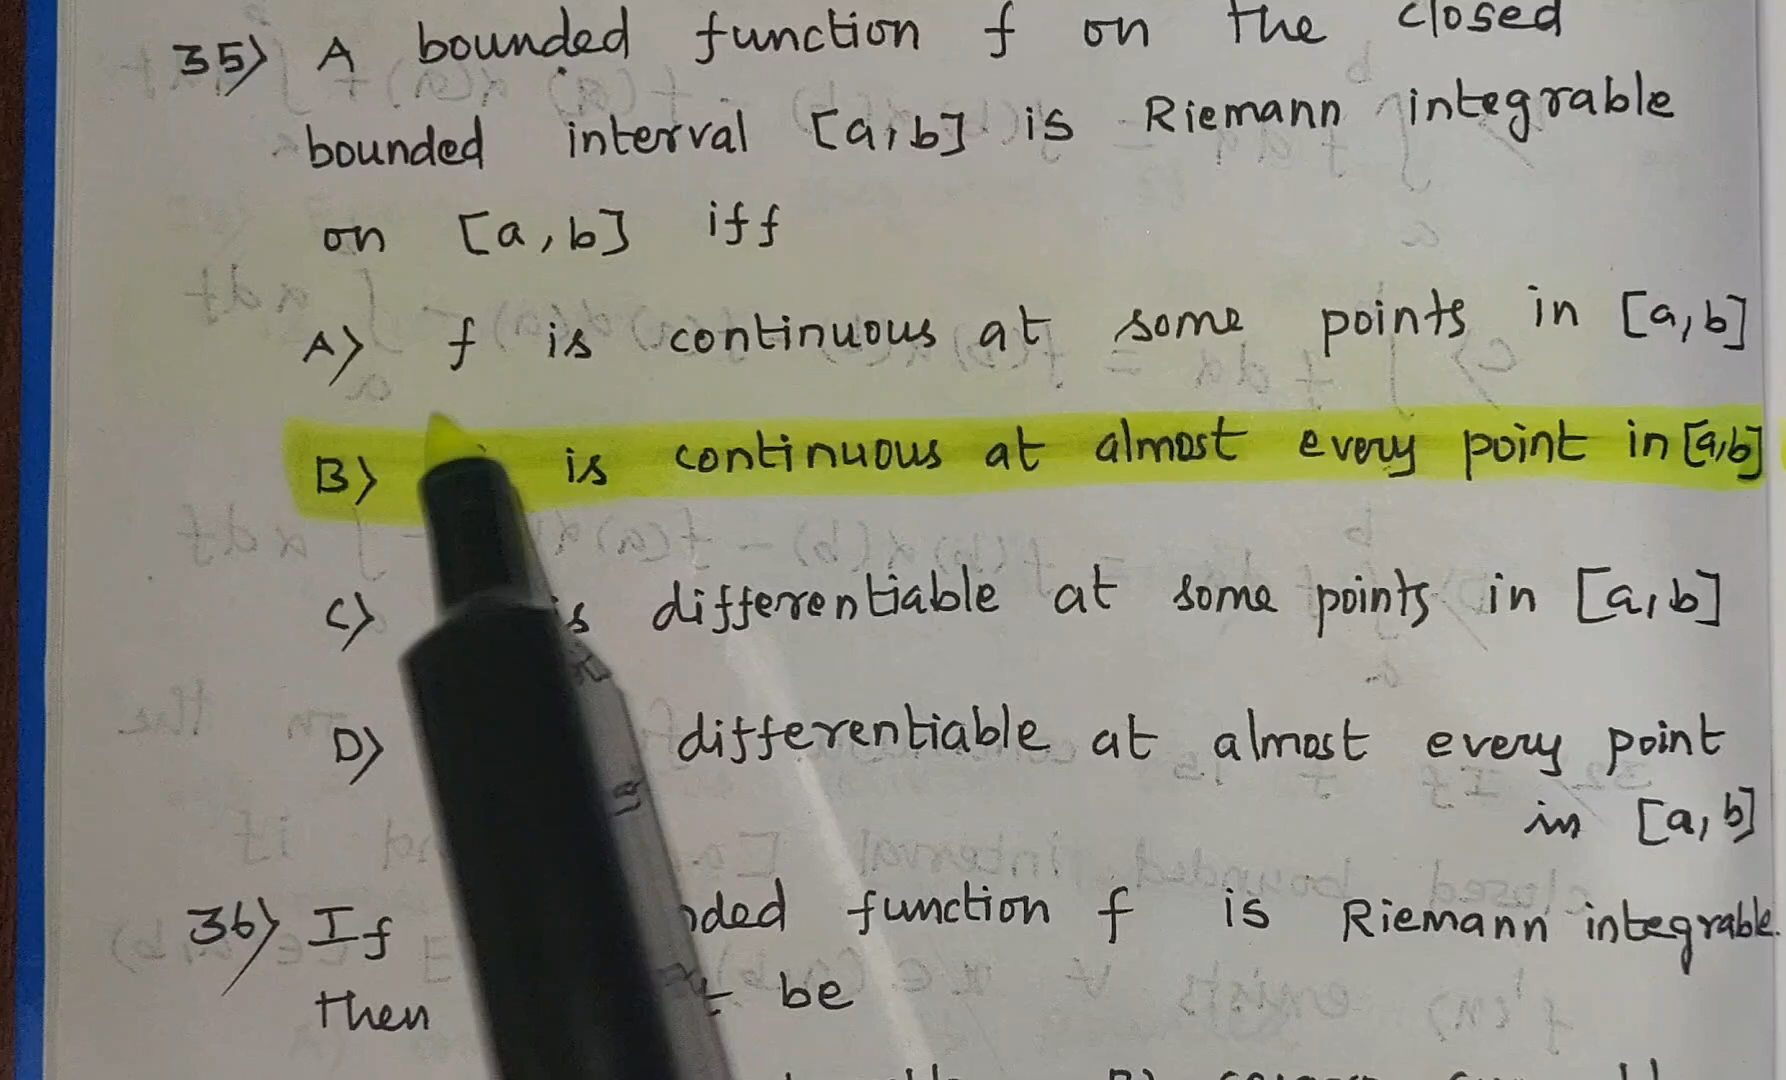 35) A bounded function f on the closed
bounded interval [a,b] is Riemann integrable
on [a,b] iff
A) f is continuous at some points in [a,b]
B) is continuous at almost every point in [a,b]
C) is differentiable at some points in [a,b]
D) differentiable at almost every point
in [a,b]
36) If function f is Riemann integrable.
then be